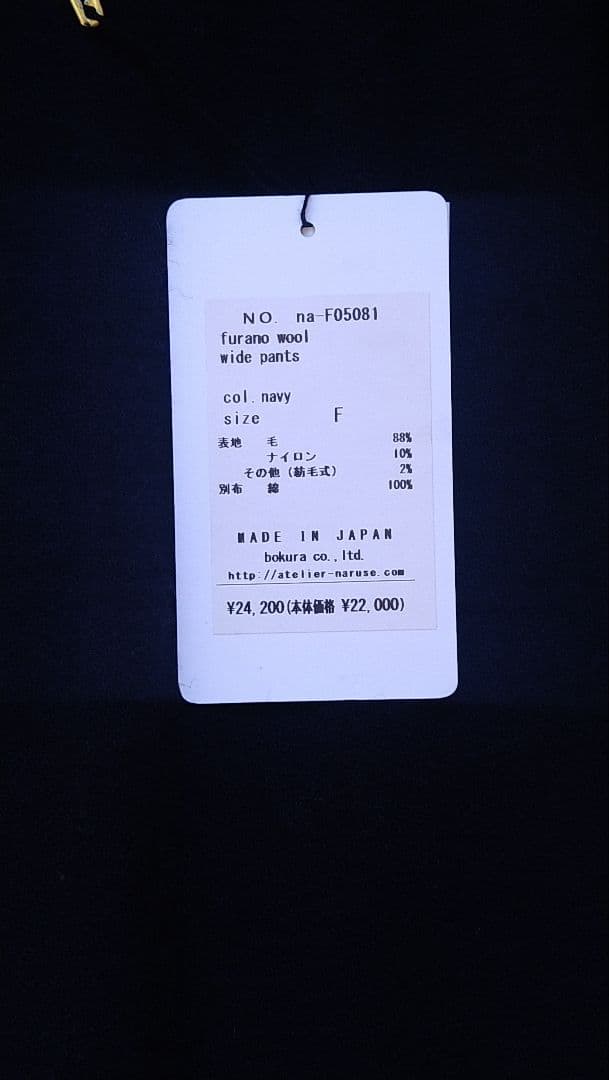 NO. na-F05081
furano wool
wide pants
col. navy
size F
表地 毛 88%
ナイロン 10%
その他(紡毛式) 2%
別布 綿 100%
MADE IN JAPAN
bokura co.,ltd.
http://atelier-naruse.com
¥24,200(本体価格 ¥22,000)